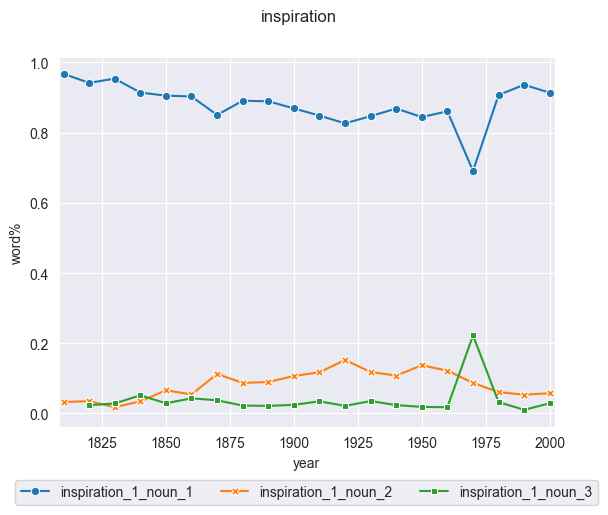 inspiration
1.0
0.8
0.6
0.4
0.2
0.0
word%
1825 1850 1875 1900 1925 1950 1975 2000
year
inspiration_1_noun_1 inspiration_1_noun_2 inspiration_1_noun_3